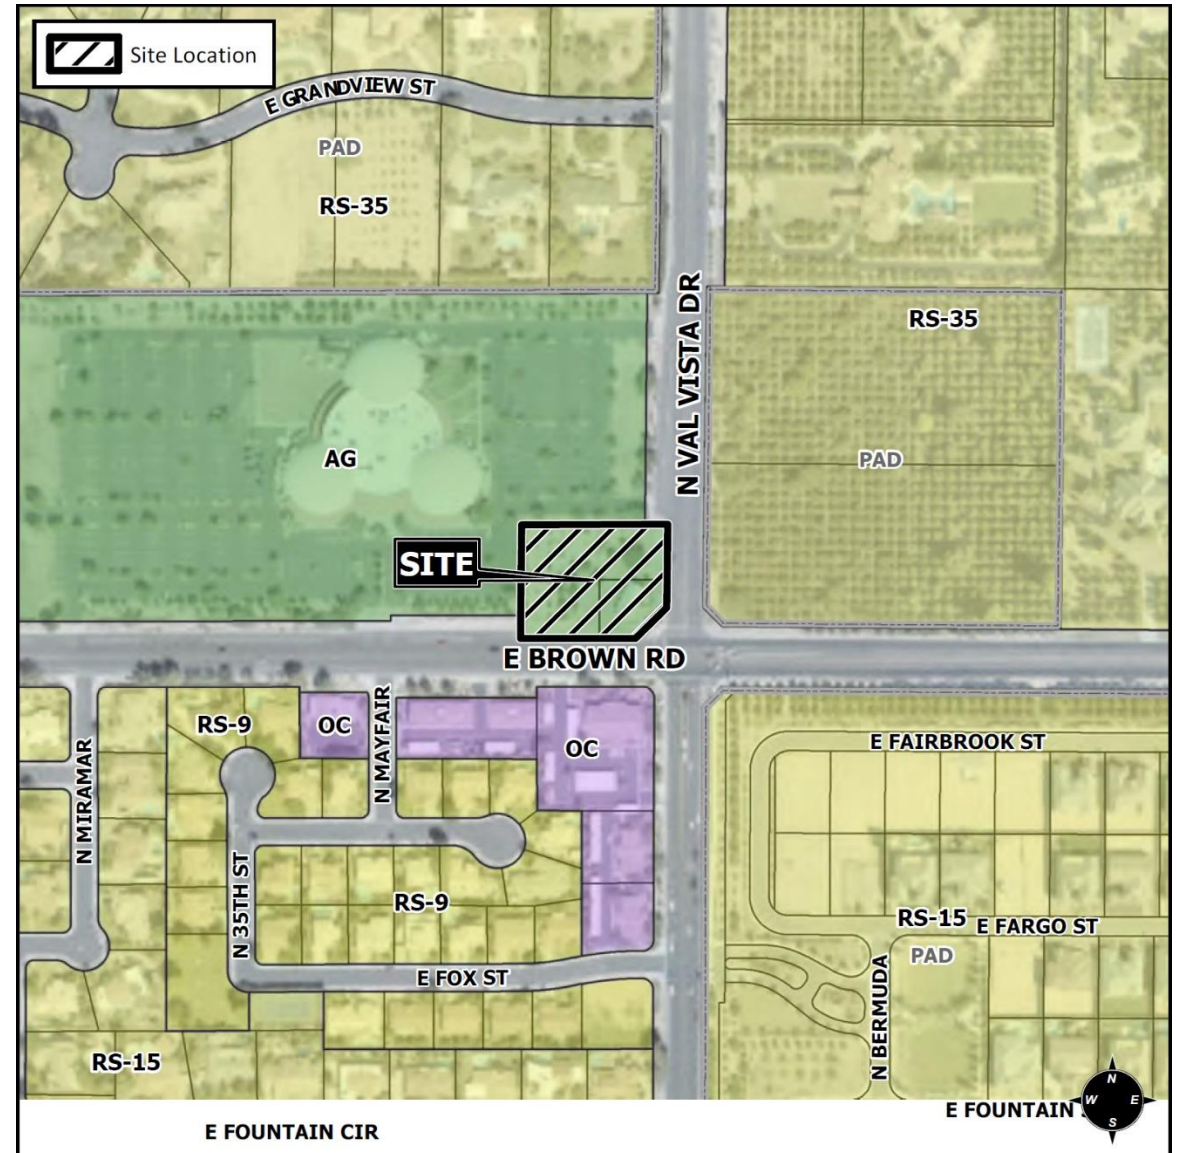 Site Location
E GRANDVIEW ST
PAD
RS-35
N VAL VISTA DR
RS-35
AG
PAD
SITE
E BROWN RD
RS-9
OC
N MAYFAIR
OC
E FAIRBROOK ST
N MIRAMAR
N 35TH ST
RS-9
RS-15
E FARGO ST
PAD
E FOX ST
N BERMUDA
RS-15
N
W
E
S
E FOUNTAIN
E FOUNTAIN CIR